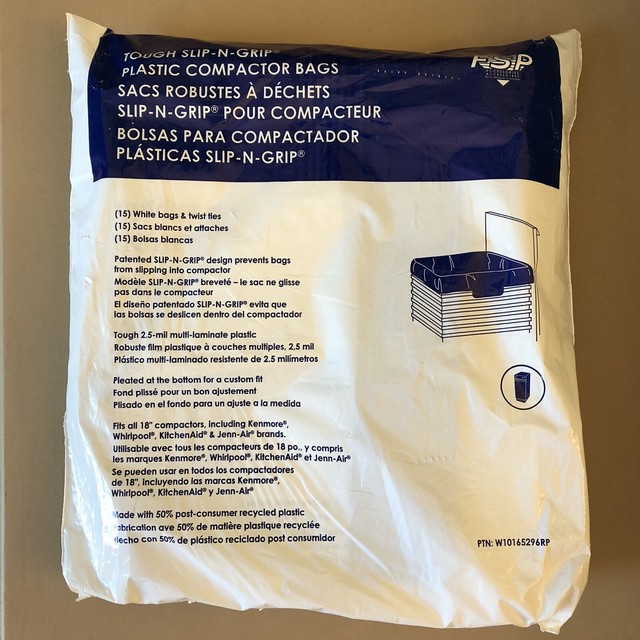 TOUGH SLIP-N-GRIP®
PLASTIC COMPACTOR BAGS
SACS ROBUSTES À DÉCHETS
SLIP-N-GRIP® POUR COMPACTEUR
BOLSAS PARA COMPACTADOR
PLÁSTICAS SLIP-N-GRIP®
FSP
(15) White bags & twist ties
(15) Sacs blancs et attaches
(15) Bolsas blancas
Patented SLIP-N-GRIP® design prevents bags
from slipping into compactor
Modèle SLIP-N-GRIP® breveté – le sac ne glisse
pas dans le compacteur
El diseño patentado SLIP-N-GRIP® evita que
las bolsas se deslicen dentro del compactador
Tough 2.5-mil multi-laminate plastic
Robuste film plastique à couches multiples, 2,5 mil
Plástico multi-laminado resistente de 2.5 milímetros
Pleated at the bottom for a custom fit
Fond plissé pour un bon ajustement
Plisado en el fondo para un ajuste a la medida
Fits all 18" compactors, including Kenmore®,
Whirlpool®, KitchenAid® & Jenn-Air® brands.
Utilisable avec tous les compacteurs de 18 po., y compris
les marques Kenmore®, Whirlpool®, KitchenAid® et Jenn-Air®
Se pueden usar en todos los compactadores
de 18", incluyendo las marcas Kenmore®,
Whirlpool®, KitchenAid® y Jenn-Air®
Made with 50% post-consumer recycled plastic
Fabrication ave 50% de matière plastique recyclée
Hecho con 50% de plástico reciclado post consumidor
PTN: W10165296RP